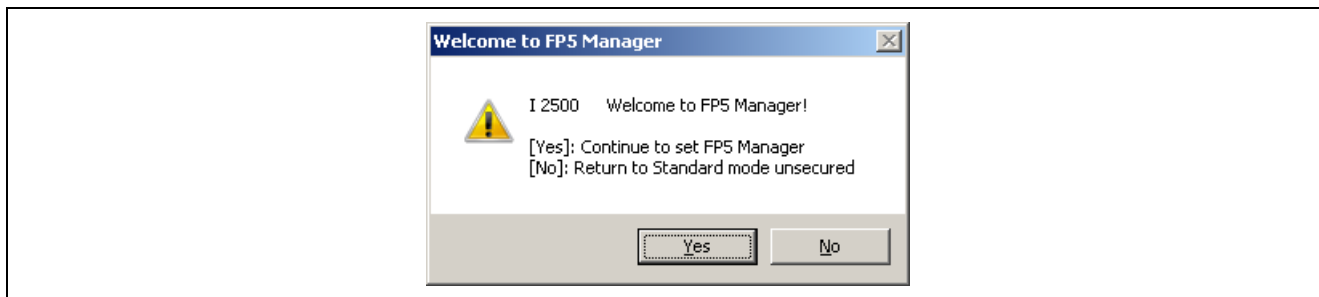 Welcome to FP5 Manager
I 2500 Welcome to FP5 Manager!
[Yes]: Continue to set FP5 Manager
[No]: Return to Standard mode unsecured
Yes
No